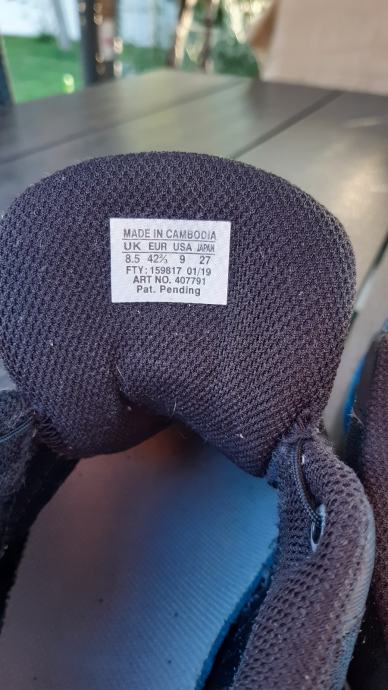 MADE IN CAMBODIA
UK EUR USA JAPAN
8.5 42⅔ 9 27
FTY: 159817 01/19
ART NO. 407791
Pat. Pending